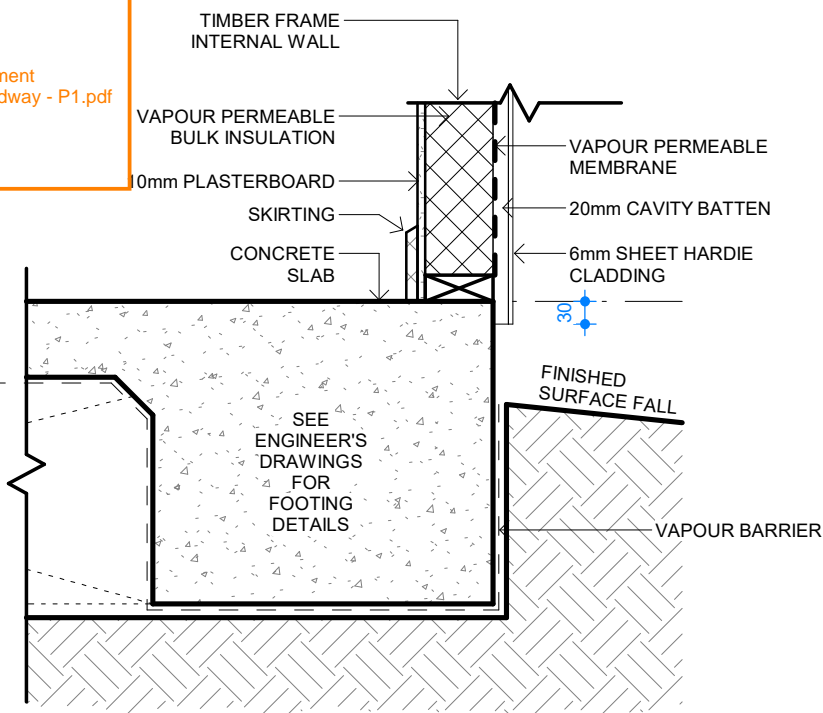 dway - P1.pdf
TIMBER FRAME
INTERNAL WALL
VAPOUR PERMEABLE
BULK INSULATION
10mm PLASTERBOARD
SKIRTING
CONCRETE
SLAB
VAPOUR PERMEABLE
MEMBRANE
20mm CAVITY BATTEN
6mm SHEET HARDIE
CLADDING
30
FINISHED
SURFACE FALL
SEE
ENGINEER'S
DRAWINGS
FOR
FOOTING
DETAILS
VAPOUR BARRIER